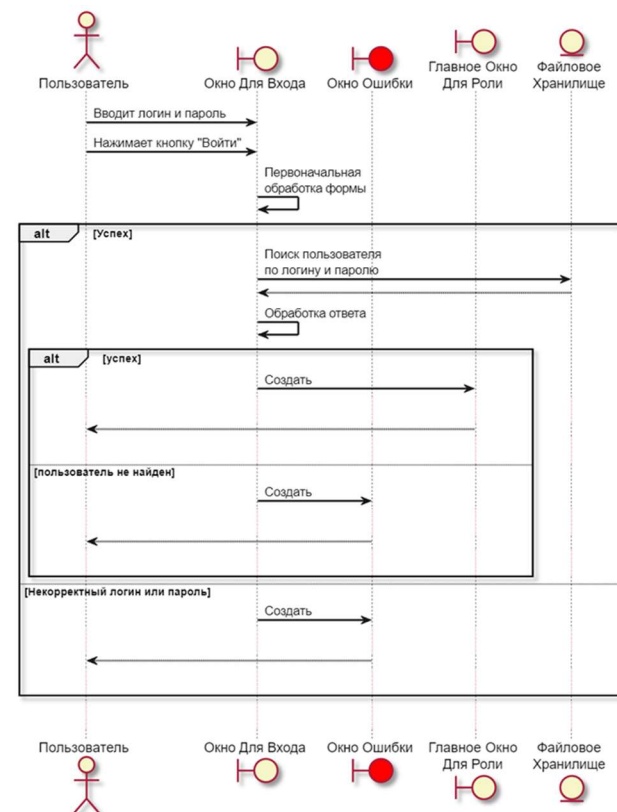 Пользователь
Окно Для Входа
Окно Ошибки
Главное Окно
Для Роли
Файловое
Хранилище
Вводит логин и пароль
Нажимает кнопку "Войти"
Первоначальная
обработка формы
alt [Успех]
Поиск пользователя
по логину и паролю
Обработка ответа
alt [успех]
Создать
[пользователь не найден]
Создать
[Некорректный логин или пароль]
Создать
Пользователь
Окно Для Входа
Окно Ошибки
Главное Окно
Для Роли
Файловое
Хранилище